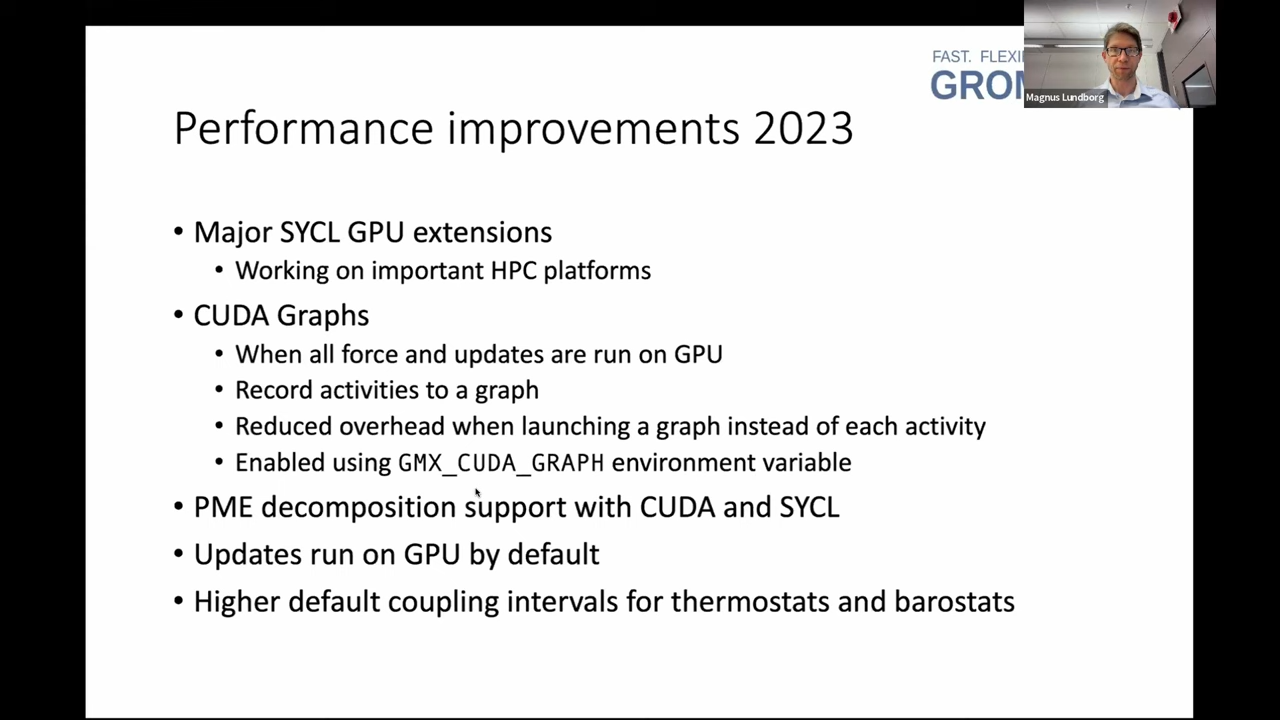 FAST. FLEXI
GROM
Magnus Lundborg
Performance improvements 2023
• Major SYCL GPU extensions
• Working on important HPC platforms
• CUDA Graphs
• When all force and updates are run on GPU
• Record activities to a graph
• Reduced overhead when launching a graph instead of each activity
• Enabled using GMX_CUDA_GRAPH environment variable
• PME decomposition support with CUDA and SYCL
• Updates run on GPU by default
• Higher default coupling intervals for thermostats and barostats